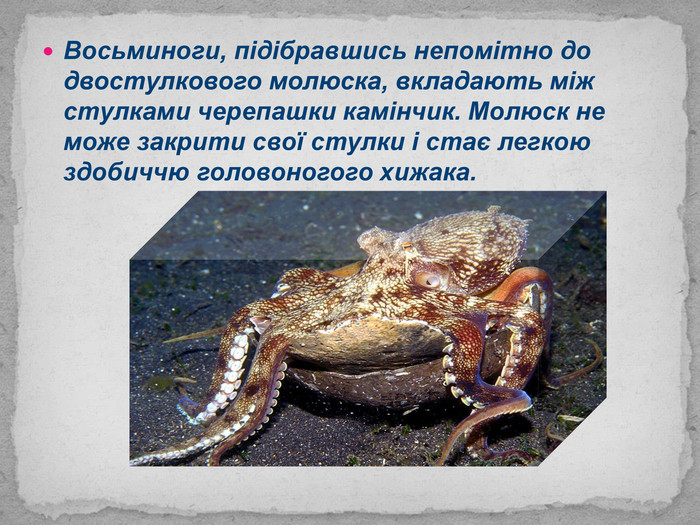 Восьминоги, підібравшись непомітно до
двостулкового молюска, вкладають між
стулками черепашки камінчик. Молюск не
може закрити свої стулки і стає легкою
здобиччю головоногого хижака.